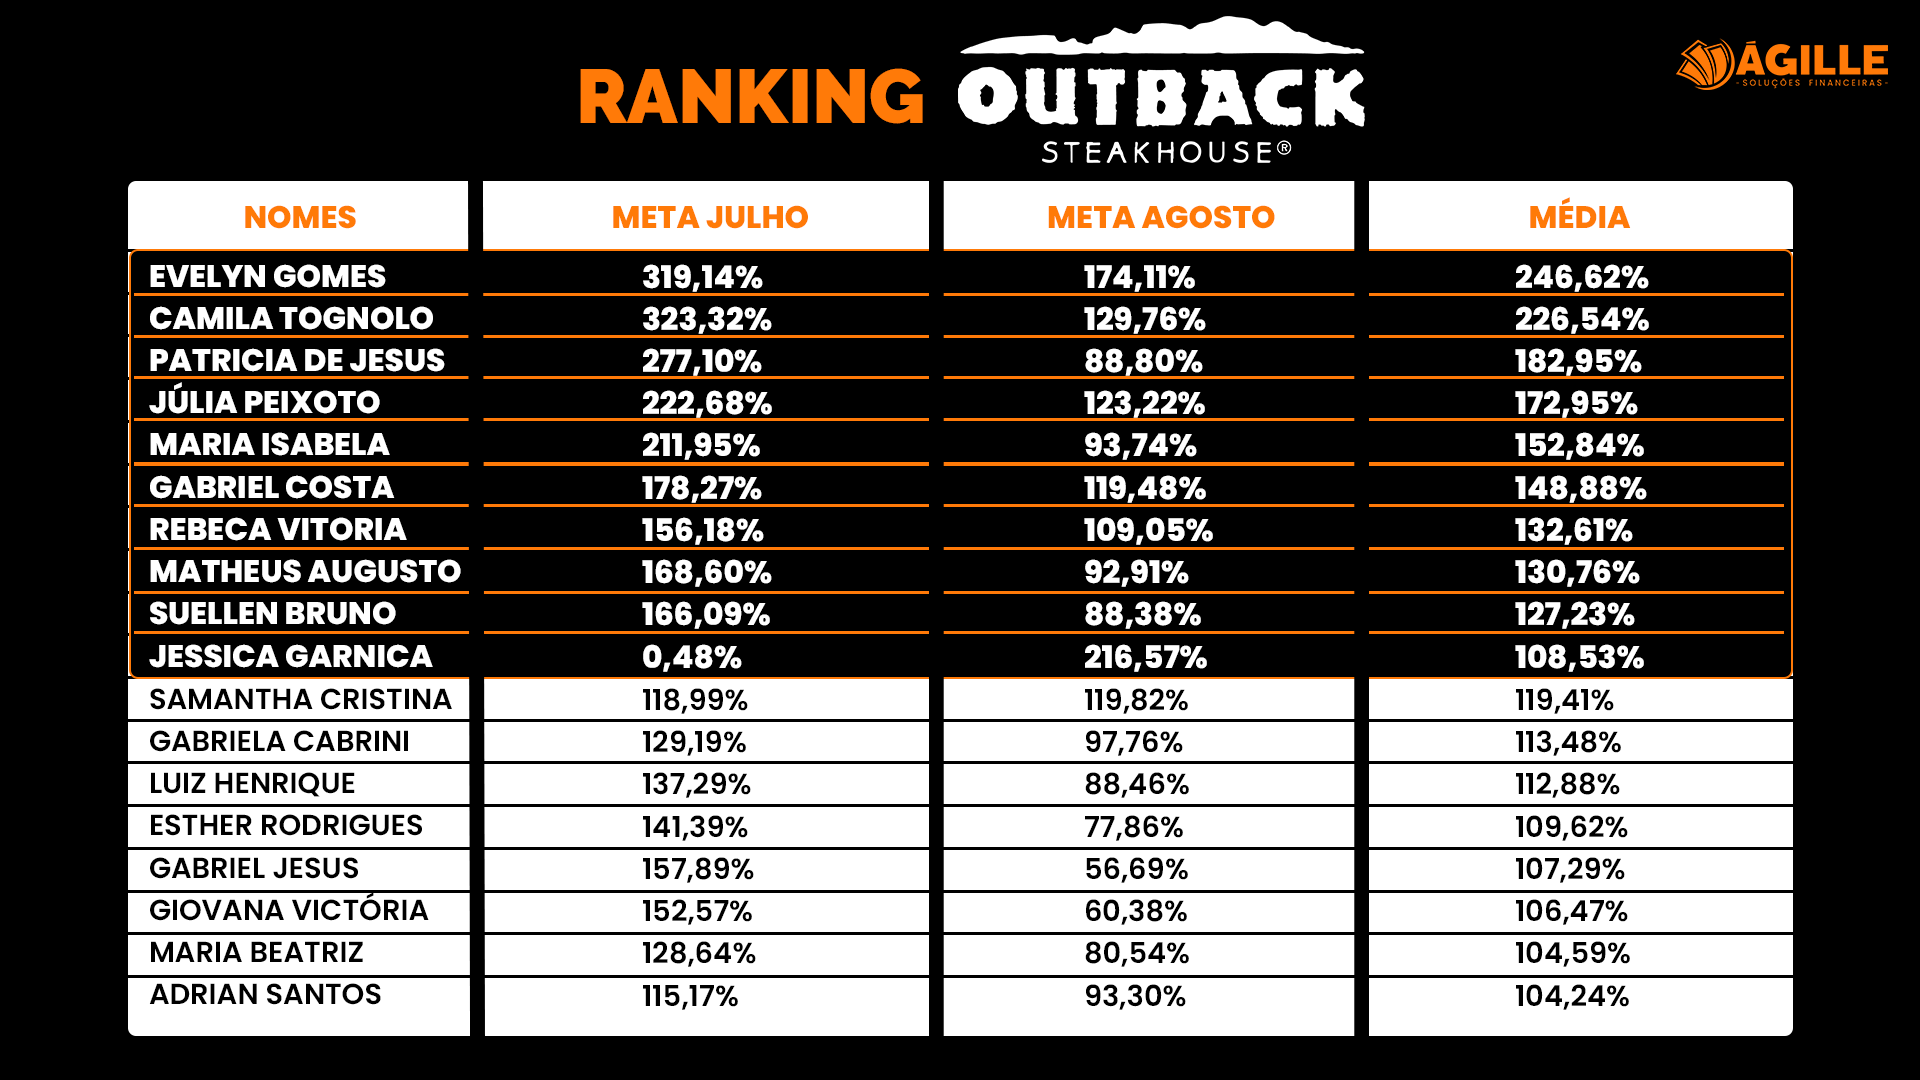 RANKING OUTBACK
STEAKHOUSE®
ÁGILLE
-SOLUÇÕES FINANCEIRAS-
NOMES META JULHO META AGOSTO MÉDIA
EVELYN GOMES 319,14% 174,11% 246,62%
CAMILA TOGNOLO 323,32% 129,76% 226,54%
PATRICIA DE JESUS 277,10% 88,80% 182,95%
JÚLIA PEIXOTO 222,68% 123,22% 172,95%
MARIA ISABELA 211,95% 93,74% 152,84%
GABRIEL COSTA 178,27% 119,48% 148,88%
REBECA VITORIA 156,18% 109,05% 132,61%
MATHEUS AUGUSTO 168,60% 92,91% 130,76%
SUELLEN BRUNO 166,09% 88,38% 127,23%
JESSICA GARNICA 0,48% 216,57% 108,53%
SAMANTHA CRISTINA 118,99% 119,82% 119,41%
GABRIELA CABRINI 129,19% 97,76% 113,48%
LUIZ HENRIQUE 137,29% 88,46% 112,88%
ESTHER RODRIGUES 141,39% 77,86% 109,62%
GABRIEL JESUS 157,89% 56,69% 107,29%
GIOVANA VICTÓRIA 152,57% 60,38% 106,47%
MARIA BEATRIZ 128,64% 80,54% 104,59%
ADRIAN SANTOS 115,17% 93,30% 104,24%